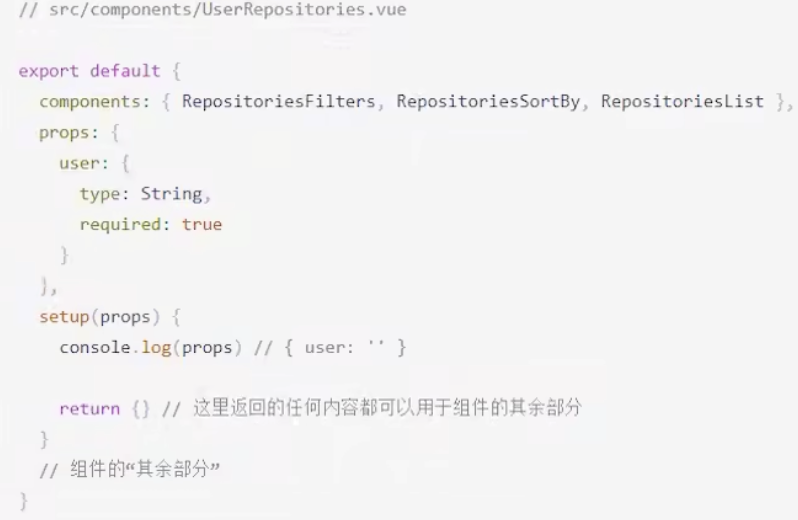 // src/components/UserRepositories.vue
export default {
components: { RepositoriesFilters, RepositoriesSortBy, RepositoriesList },
props: {
user: {
type: String,
required: true
}
},
setup(props) {
console.log(props) // { user: '' }
return {} // 这里返回的任何内容都可以用于组件的其余部分
}
// 组件的“其余部分”
}